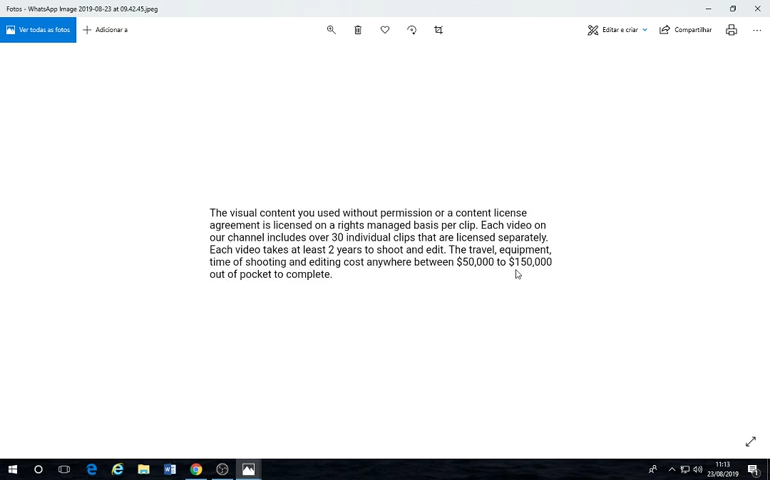 Fotos - WhatsApp Image 2019-08-23 at 09.42.45.jpeg
Ver todas as fotos
Adicionar a
Editar e criar
Compartilhar
The visual content you used without permission or a content license
agreement is licensed on a rights managed basis per clip. Each video on
our channel includes over 30 individual clips that are licensed separately.
Each video takes at least 2 years to shoot and edit. The travel, equipment,
time of shooting and editing cost anywhere between $50,000 to $150,000
out of pocket to complete.
11:13
23/08/2019